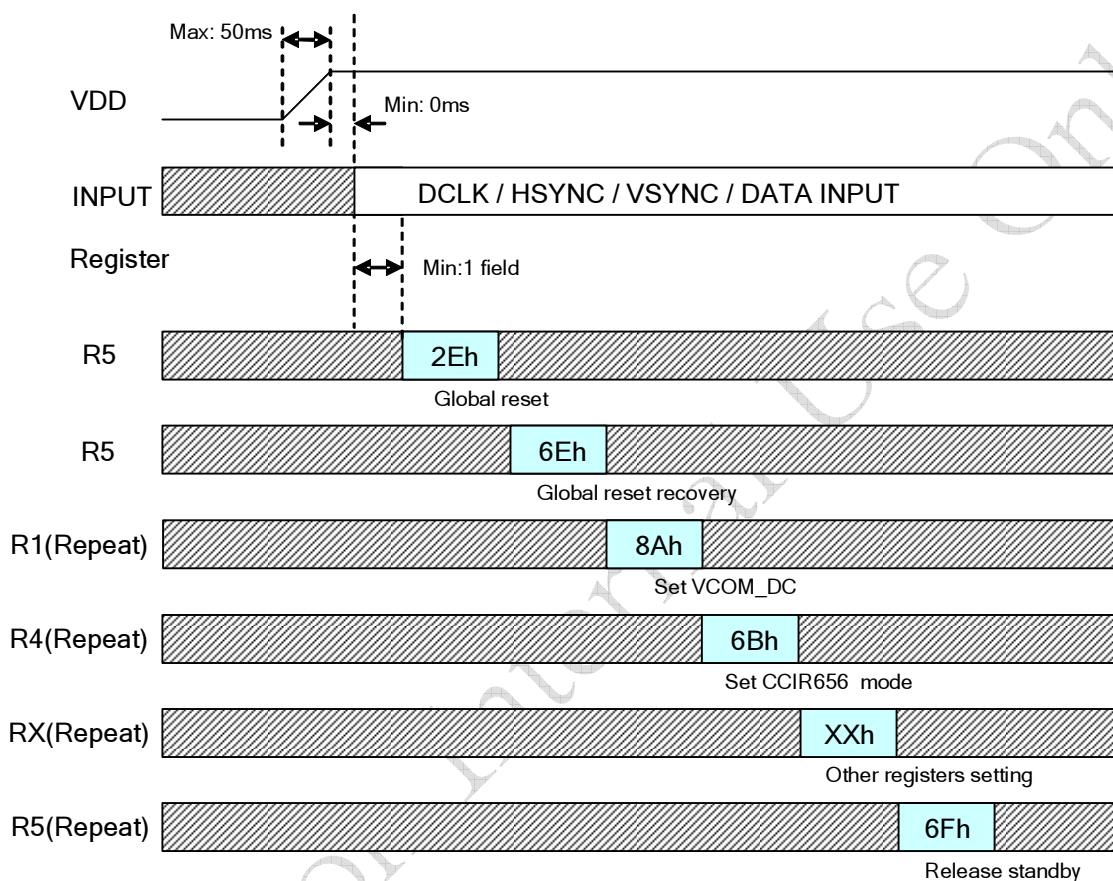 Max: 50ms
VDD
Min: 0ms
INPUT
DCLK / HSYNC / VSYNC / DATA INPUT
Register
Min:1 field
R5
2Eh
Global reset
R5
6Eh
Global reset recovery
R1(Repeat)
8Ah
Set VCOM_DC
R4(Repeat)
6Bh
Set CCIR656 mode
RX(Repeat)
XXh
Other registers setting
R5(Repeat)
6Fh
Release standby
Internal Use